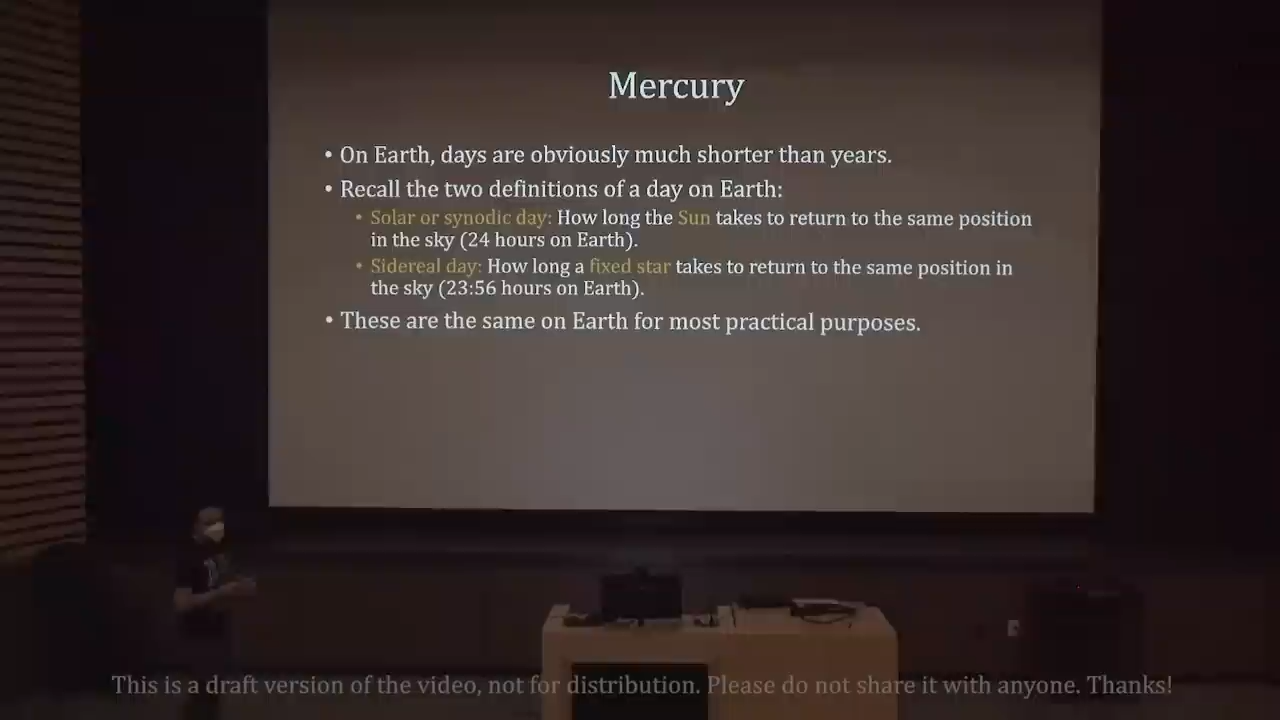 Mercury
• On Earth, days are obviously much shorter than years.
• Recall the two definitions of a day on Earth:
• Solar or synodic day: How long the Sun takes to return to the same position
in the sky (24 hours on Earth).
• Sidereal day: How long a fixed star takes to return to the same position in
the sky (23:56 hours on Earth).
• These are the same on Earth for most practical purposes.
This is a draft version of the video, not for distribution. Please do not share it with anyone. Thanks!